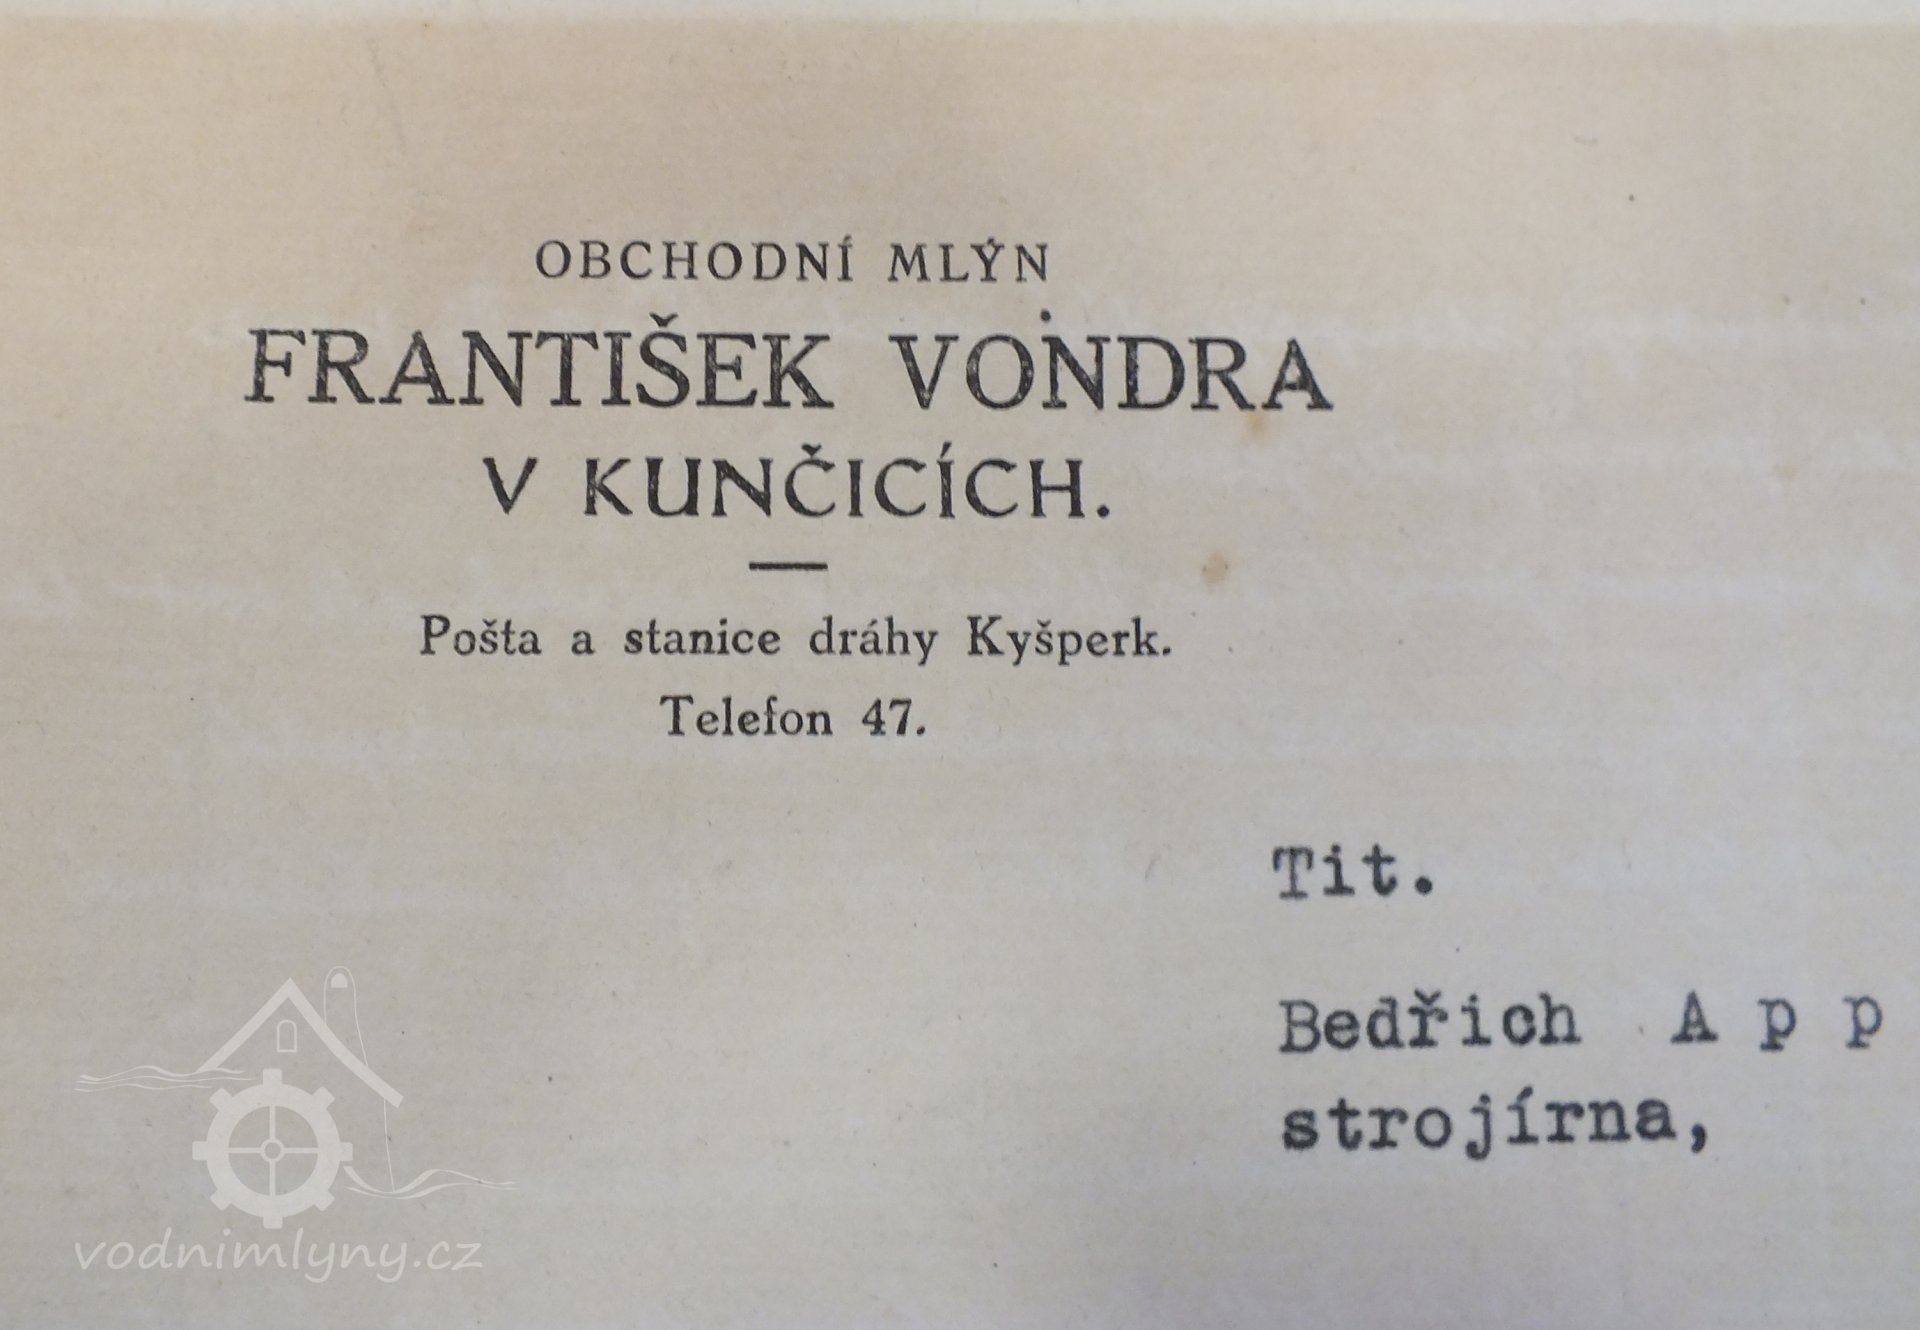 OBCHODNÍ MLÝN
FRANTIŠEK VONDRA
V KUNČICÍCH.
Pošta a stanice dráhy Kyšperk.
Telefon 47.
Tit.
Bedřich A p p
strojírna,
vodnimlyny.cz